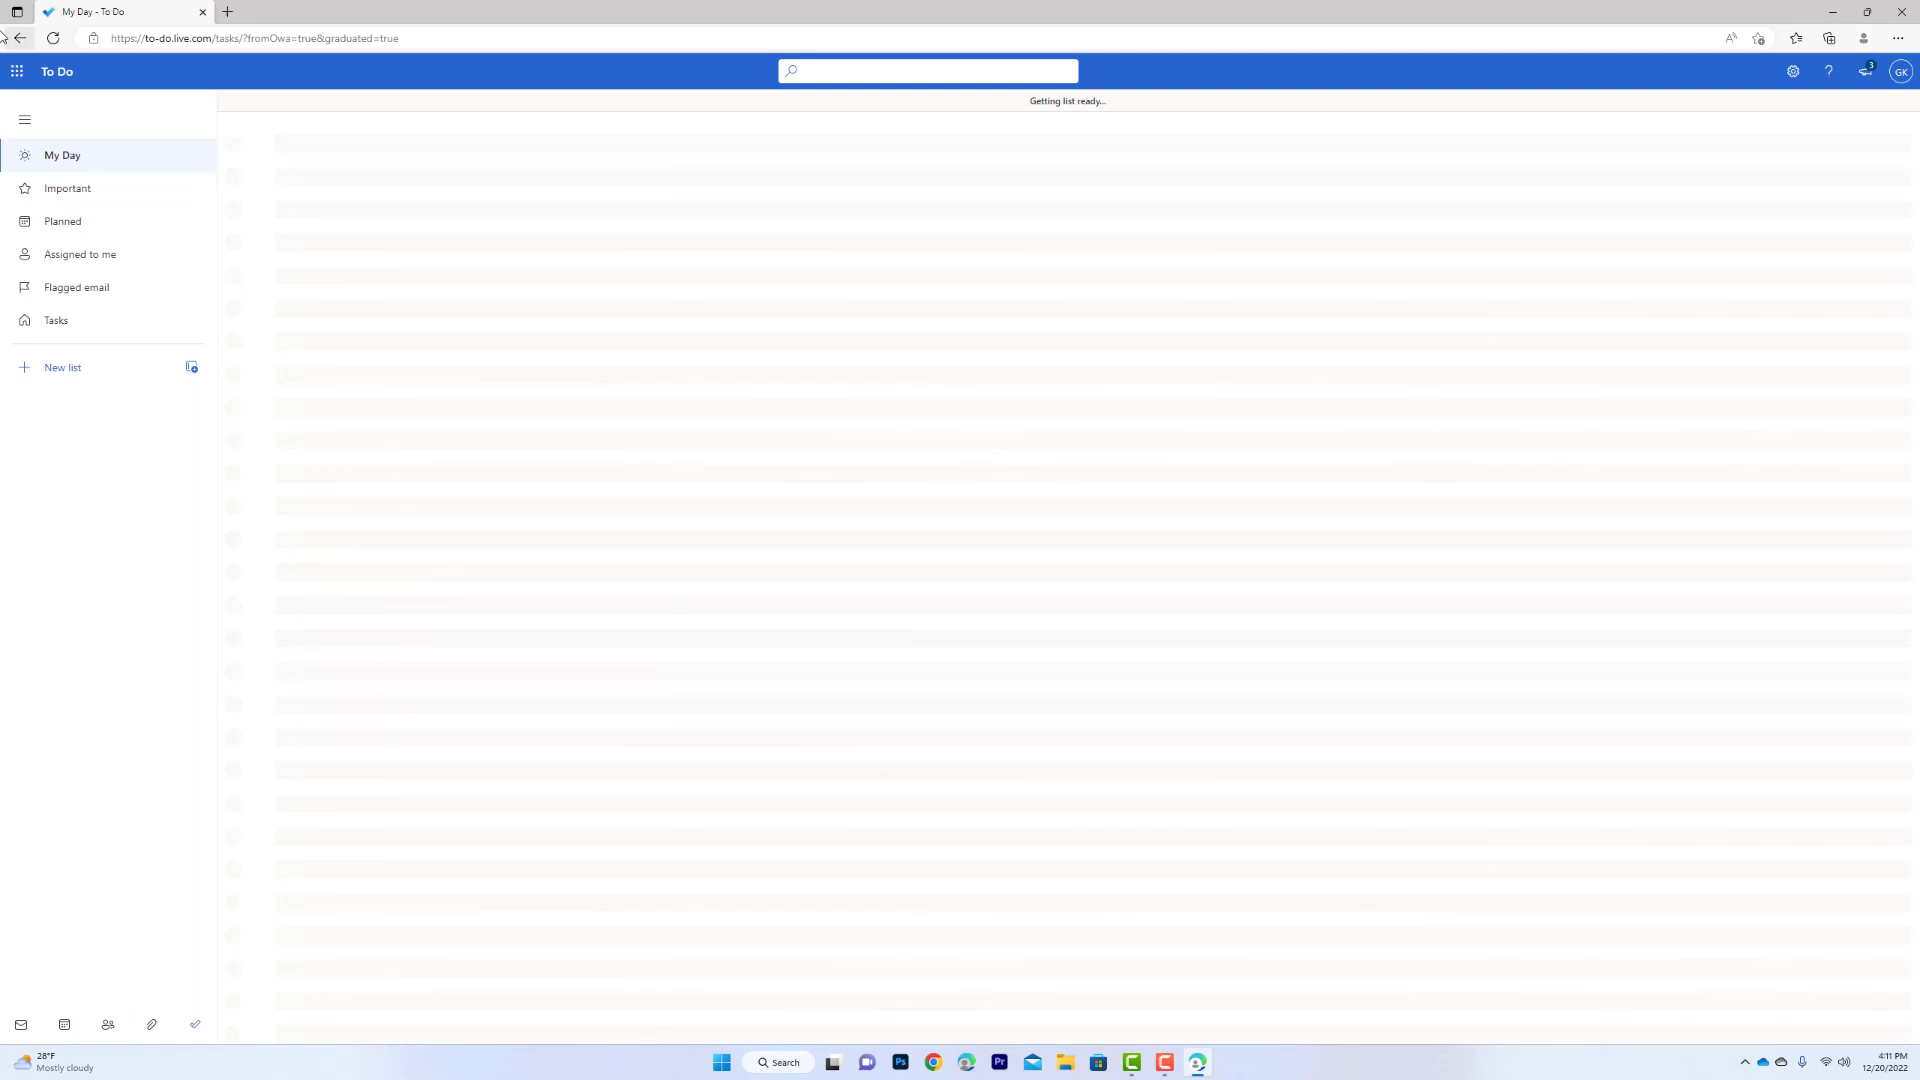 My Day - To Do
https://to-do.live.com/tasks/?fromOwa=true&graduated=true
To Do
3
GK
Getting list ready...
My Day
Important
Planned
Assigned to me
Flagged email
Tasks
New list
28°F
Mostly cloudy
Search
Ps
Pr
4:11 PM
12/20/2022